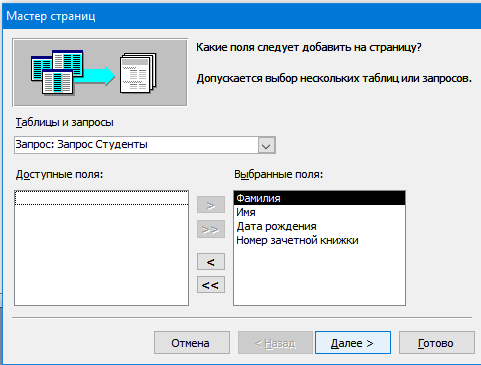 Мастер страниц
Какие поля следует добавить на страницу?
Допускается выбор нескольких таблиц или запросов.
Таблицы и запросы
Запрос: Запрос Студенты
Доступные поля:
Выбранные поля:
>
>>
<
<<
Фамилия
Имя
Дата рождения
Номер зачетной книжки
Отмена
< Назад
Далее >
Готово